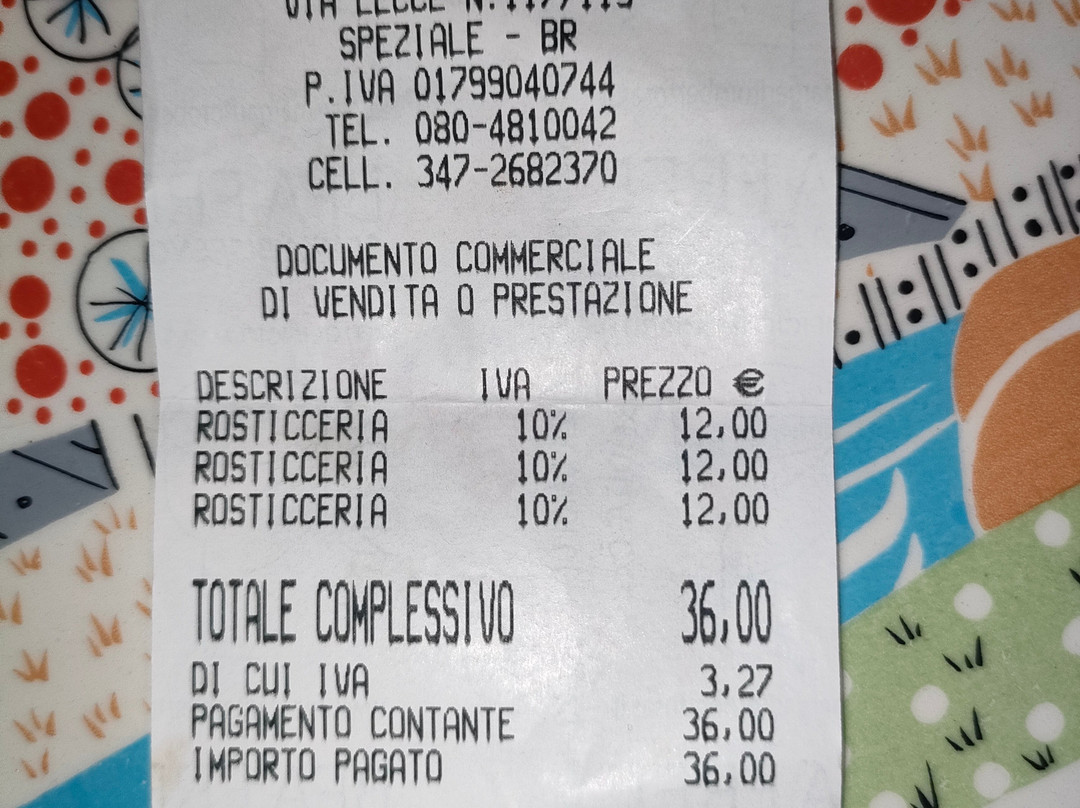 VIA LECCE N.
SPEZIALE - BR
P.IVA 01799040744
TEL. 080-4810042
CELL. 347-2682370
DOCUMENTO COMMERCIALE
DI VENDITA O PRESTAZIONE
DESCRIZIONE IVA PREZZO €
ROSTICCERIA 10% 12,00
ROSTICCERIA 10% 12,00
ROSTICCERIA 10% 12,00
TOTALE COMPLESSIVO 36,00
DI CUI IVA 3,27
PAGAMENTO CONTANTE 36,00
IMPORTO PAGATO 36,00